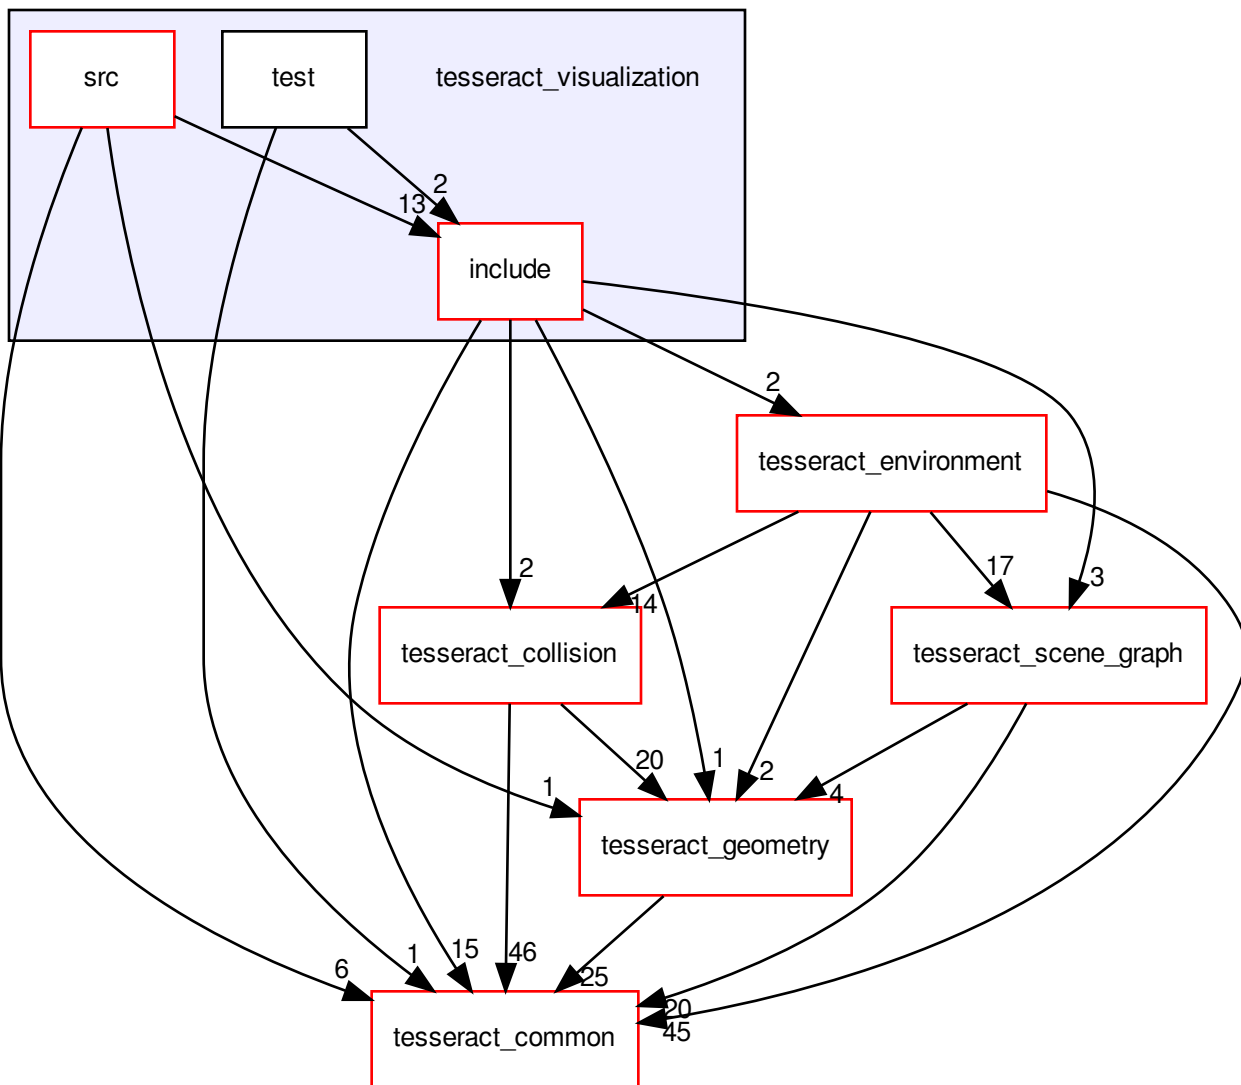 src
test
tesseract_visualization
2
13
include
2
tesseract_environment
2
14
17
3
tesseract_collision
tesseract_scene_graph
1
20
1
2
4
tesseract_geometry
6
1
15
46
25
20
45
tesseract_common